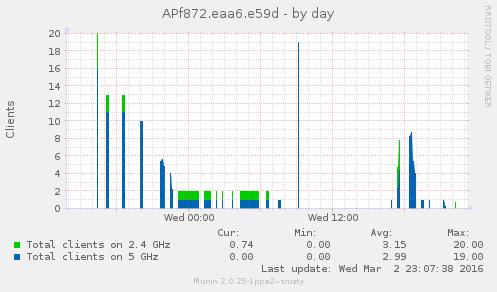 APf872.eaa6.e59d - by day
RRDTOOL / TOBI OETIKER
Clients
20
18
16
14
12
10
8
6
4
2
0
Wed 00:00 Wed 12:00
Cur: Min: Avg: Max:
Total clients on 2.4 GHz 0.74 0.00 3.15 20.00
Total clients on 5 GHz 0.00 0.00 2.99 19.00
Last update: Wed Mar 2 23:07:38 2016
Munin 2.0.25-1ppa2~trusty